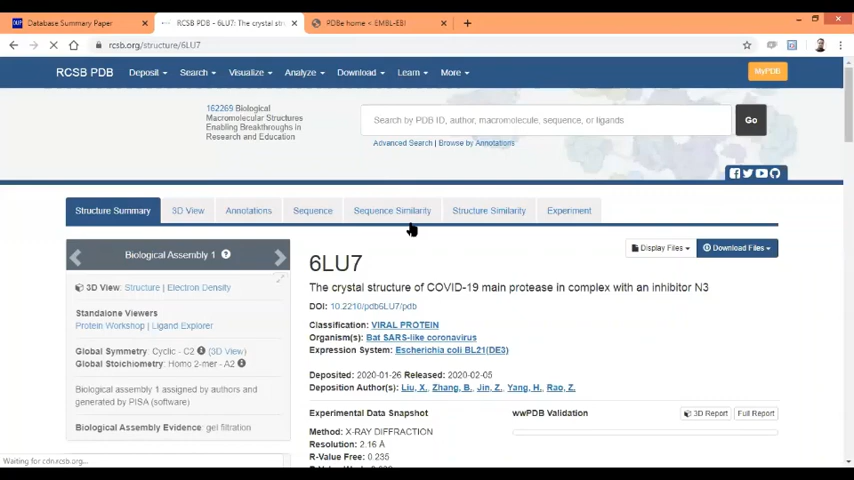 Database Summary Paper
RCSB PDB - 6LU7: The crystal stru
PDBe home < EMBL-EBI
rcsb.org/structure/6LU7
RCSB PDB Deposit Search Visualize Analyze Download Learn More MyPDB
162269 Biological
Macromolecular Structures
Enabling Breakthroughs in
Research and Education
Search by PDB ID, author, macromolecule, sequence, or ligands
Go
Advanced Search | Browse by Annotations
Structure Summary 3D View Annotations Sequence Sequence Similarity Structure Similarity Experiment
Biological Assembly 1
3D View: Structure | Electron Density
Standalone Viewers
Protein Workshop | Ligand Explorer
Global Symmetry: Cyclic - C2 (3D View)
Global Stoichiometry: Homo 2-mer - A2
Biological assembly 1 assigned by authors and
generated by PISA (software)
Biological Assembly Evidence: gel filtration
Display Files Download Files
6LU7
The crystal structure of COVID-19 main protease in complex with an inhibitor N3
DOI: 10.2210/pdb6LU7/pdb
Classification: VIRAL PROTEIN
Organism(s): Bat SARS-like coronavirus
Expression System: Escherichia coli BL21(DE3)
Deposited: 2020-01-26 Released: 2020-02-05
Deposition Author(s): Liu, X., Zhang, B., Jin, Z., Yang, H., Rao, Z.
Experimental Data Snapshot
Method: X-RAY DIFFRACTION
Resolution: 2.16 Å
R-Value Free: 0.235
wwPDB Validation
3D Report Full Report
Waiting for cdn.rcsb.org...